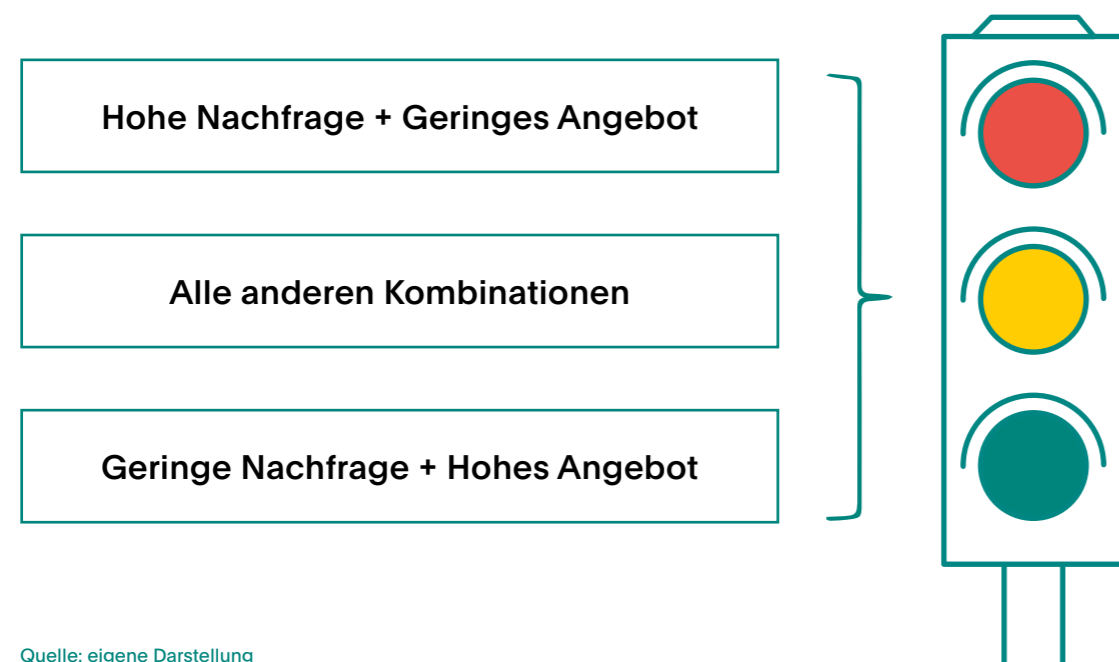 Hohe Nachfrage + Geringes Angebot
Alle anderen Kombinationen
Geringe Nachfrage + Hohes Angebot
Quelle: eigene Darstellung